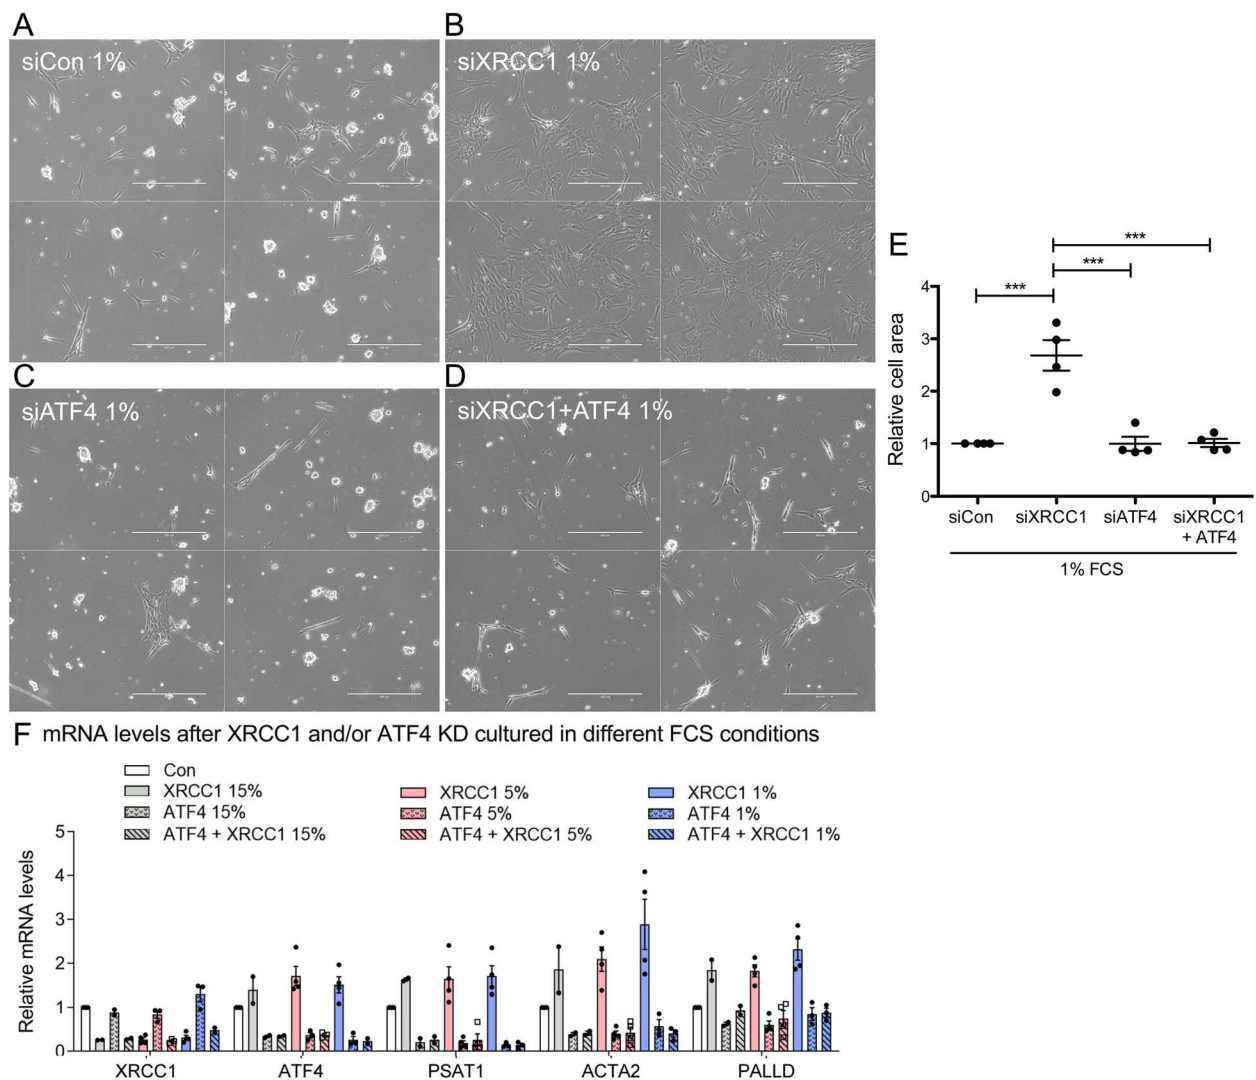 A
siCon 1%
B
siXRCC1 1%
C
siATF4 1%
D
siXRCC1+ATF4 1%
E
***
***
***
Relative cell area
4
3
2
1
0
siCon
siXRCC1
siATF4
siXRCC1
+ ATF4
1% FCS
F mRNA levels after XRCC1 and/or ATF4 KD cultured in different FCS conditions
Con
XRCC1 15%
ATF4 15%
ATF4 + XRCC1 15%
XRCC1 5%
ATF4 5%
ATF4 + XRCC1 5%
XRCC1 1%
ATF4 1%
ATF4 + XRCC1 1%
Relative mRNA levels
5
4
3
2
1
0
XRCC1
ATF4
PSAT1
ACTA2
PALLD